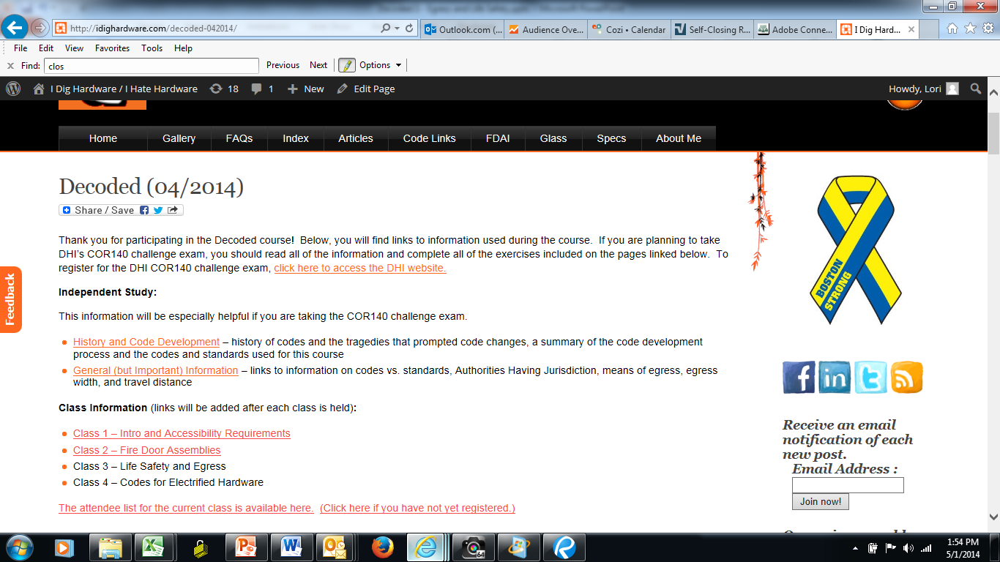 http://idighardware.com/decoded-042014/
Outlook.com (...
Audience Ove...
Cozi • Calendar
Self-Closing R...
Adobe Conne...
I Dig Hard...
File Edit View Favorites Tools Help
Find: clos Previous Next Options
I Dig Hardware / I Hate Hardware 18 1 New Edit Page Howdy, Lori
Home Gallery FAQs Index Articles Code Links FDAI Glass Specs About Me
Decoded (04/2014)
Share / Save
Thank you for participating in the Decoded course! Below, you will find links to information used during the course. If you are planning to take
DHI's COR140 challenge exam, you should read all of the information and complete all of the exercises included on the pages linked below. To
register for the DHI COR140 challenge exam, click here to access the DHI website.
Independent Study:
This information will be especially helpful if you are taking the COR140 challenge exam.
History and Code Development – history of codes and the tragedies that prompted code changes, a summary of the code development
process and the codes and standards used for this course
General (but Important) Information – links to information on codes vs. standards, Authorities Having Jurisdiction, means of egress, egress
width, and travel distance
Class Information (links will be added after each class is held):
Class 1 – Intro and Accessibility Requirements
Class 2 – Fire Door Assemblies
Class 3 – Life Safety and Egress
Class 4 – Codes for Electrified Hardware
The attendee list for the current class is available here. (Click here if you have not yet registered.)
Feedback
BOSTON
STRONG
Receive an email
notification of each
new post.
Email Address :
Join now!
64
1:54 PM
5/1/2014